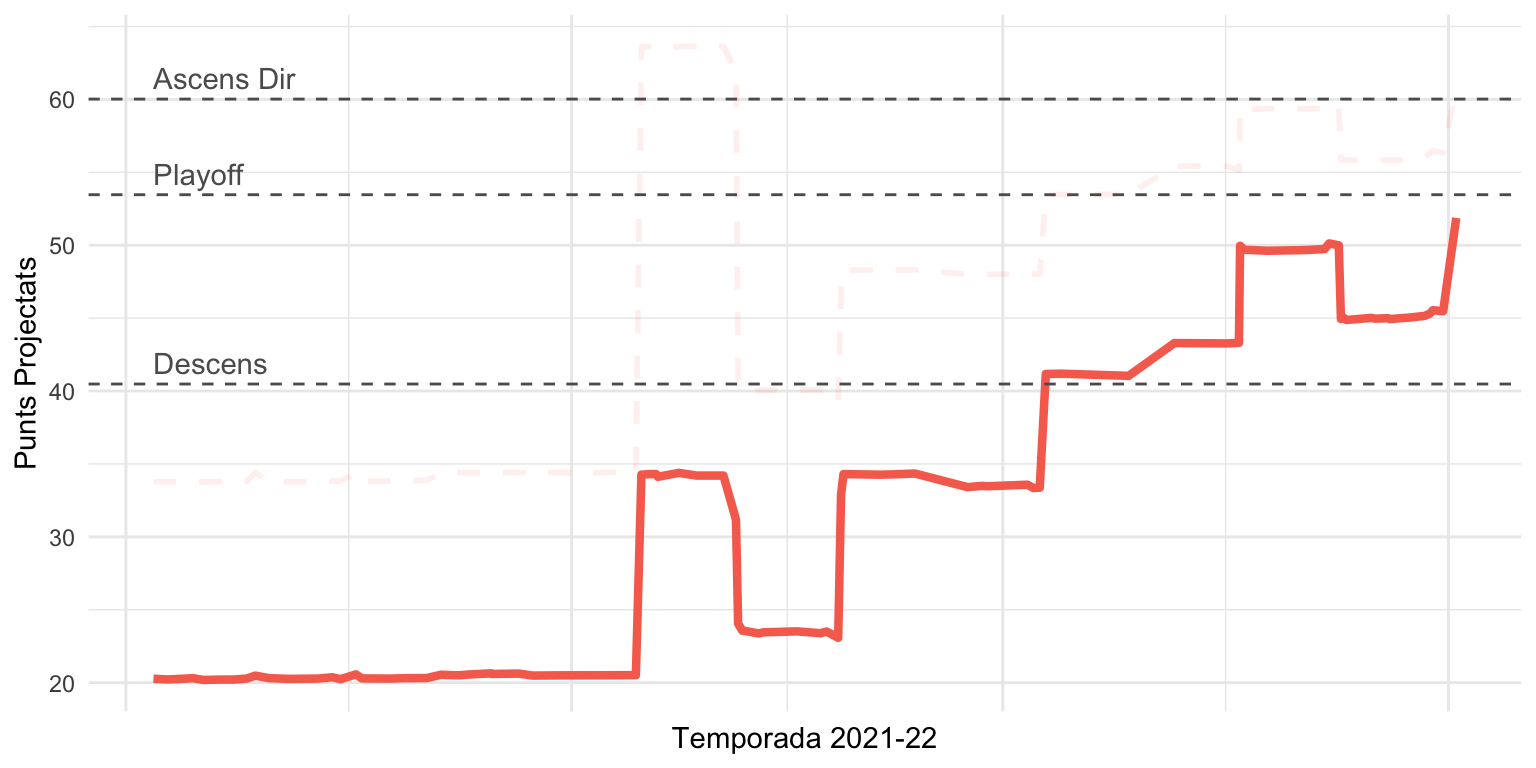 Ascens Dir
60
Playoff
50
Descens
40
30
20
Punts Projectats
Temporada 2021-22